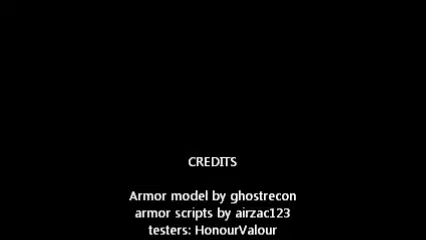 CREDITS
Armor model by ghostrecon
armor scripts by airzac123
testers: HonourValour